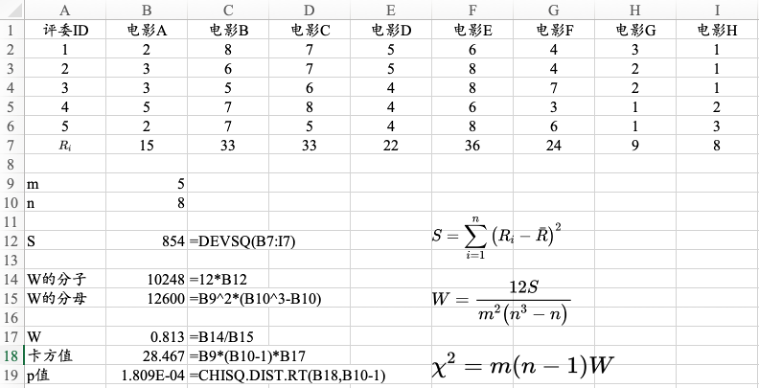 A B C D E F G H I
1 评委ID 电影A 电影B 电影C 电影D 电影E 电影F 电影G 电影H
2 1 2 8 7 5 6 4 3 1
3 2 3 6 7 5 8 4 2 1
4 3 3 5 6 4 8 7 2 1
5 4 5 7 8 4 6 3 1 2
6 5 2 7 5 4 8 6 1 3
7 Rᵢ 15 33 33 22 36 24 9 8
8
9 m 5
10 n 8
11
12 S 854 =DEVSQ(B7:I7) S = ∑ᵢ₌₁ⁿ (Rᵢ − R̄)²
13
14 W的分子 10248 =12*B12
15 W的分母 12600 =B9^2*(B10^3-B10) W = 12S / m²(n³ − n)
16
17 W 0.813 =B14/B15
18 卡方值 28.467 =B9*(B10-1)*B17 χ² = m(n − 1)W
19 p值 1.809E-04 =CHISQ.DIST.RT(B18,B10-1)